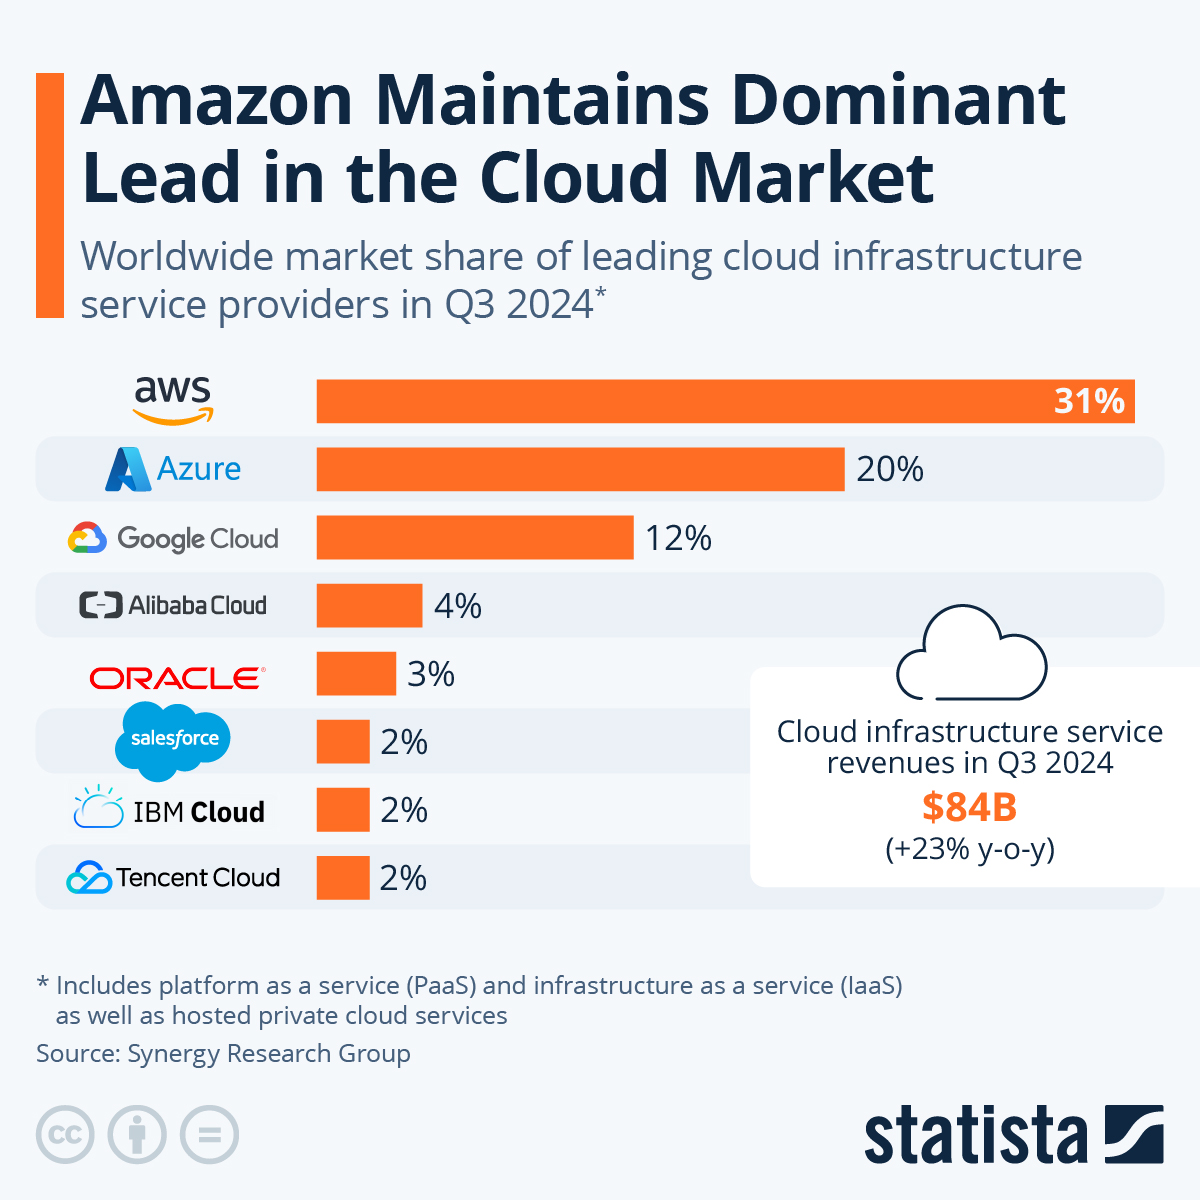 Amazon Maintains Dominant
Lead in the Cloud Market
Worldwide market share of leading cloud infrastructure
service providers in Q3 2024*
aws
31%
Azure
20%
Google Cloud
12%
Alibaba Cloud
4%
ORACLE®
3%
salesforce
2%
IBM Cloud
2%
Tencent Cloud
2%
Cloud infrastructure service
revenues in Q3 2024
$84B
(+23% y-o-y)
* Includes platform as a service (PaaS) and infrastructure as a service (IaaS)
as well as hosted private cloud services
Source: Synergy Research Group
cc
statista